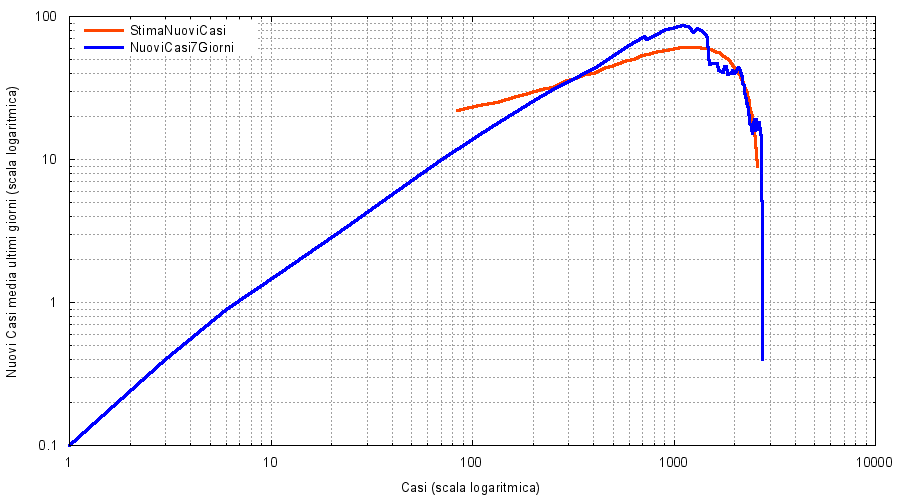 StimaNuoviCasi
NuoviCasi7Giorni
Nuovi Casi media ultimi giorni (scala logaritmica)
100
10
1
0.1
1
10
100
1000
10000
Casi (scala logaritmica)